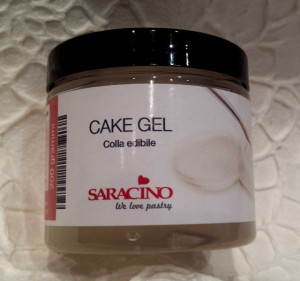 CAKE GEL
Colla edibile
SARACINO
We love pastry
200 grammi